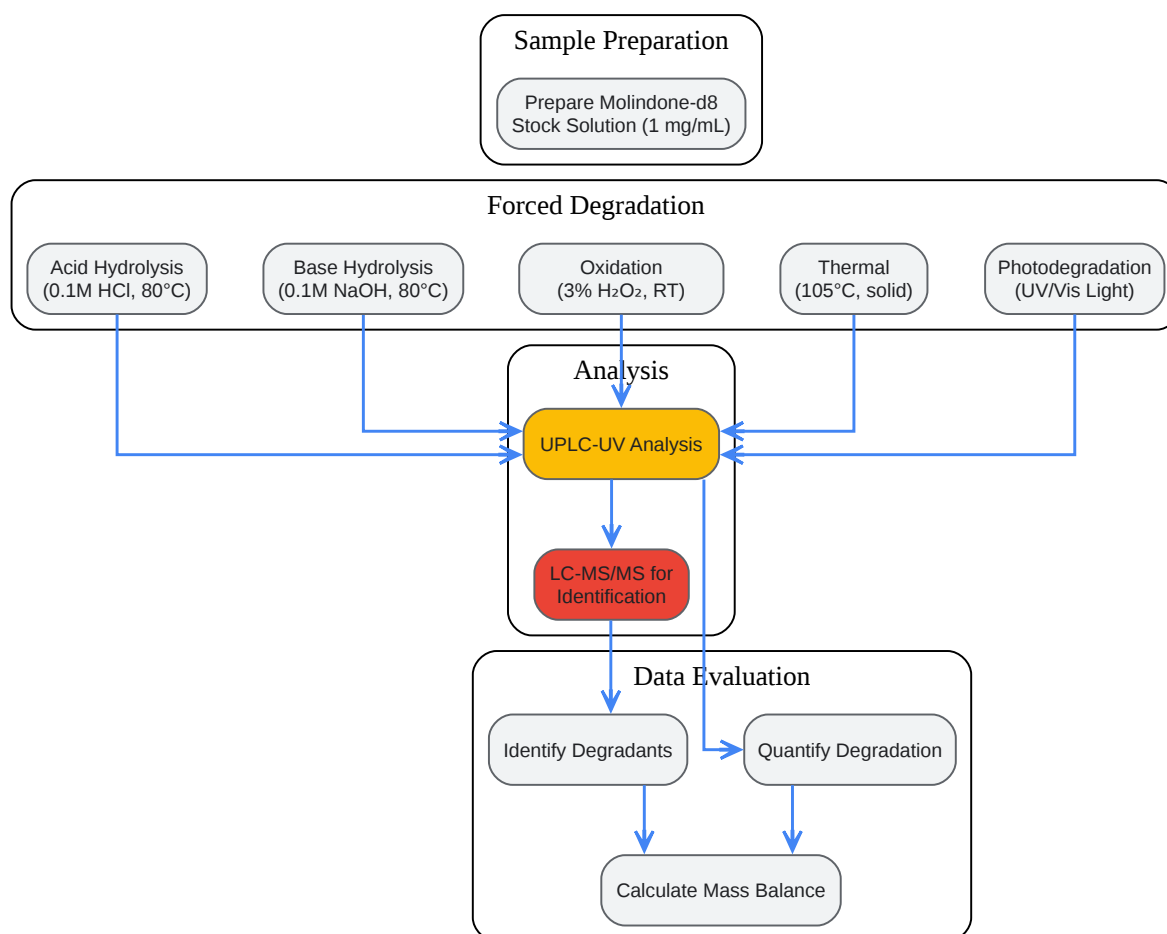 Sample Preparation
Prepare Molindone-d8
Stock Solution (1 mg/mL)
Forced Degradation
Acid Hydrolysis
(0.1M HCl, 80°C)
Base Hydrolysis
(0.1M NaOH, 80°C)
Oxidation
(3% H₂O₂, RT)
Thermal
(105°C, solid)
Photodegradation
(UV/Vis Light)
Analysis
UPLC-UV Analysis
LC-MS/MS for
Identification
Data Evaluation
Identify Degradants
Quantify Degradation
Calculate Mass Balance